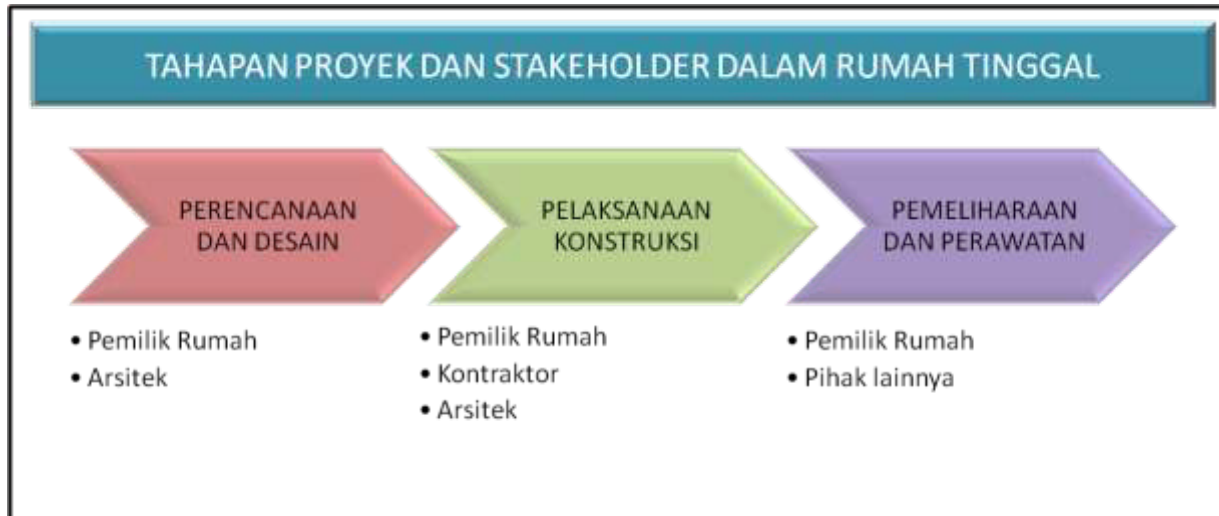 TAHAPAN PROYEK DAN STAKEHOLDER DALAM RUMAH TINGGAL
PERENCANAAN
DAN DESAIN
• Pemilik Rumah
• Arsitek
PELAKSANAAN
KONSTRUKSI
• Pemilik Rumah
• Kontraktor
• Arsitek
PEMELIHARAAN
DAN PERAWATAN
• Pemilik Rumah
• Pihak lainnya